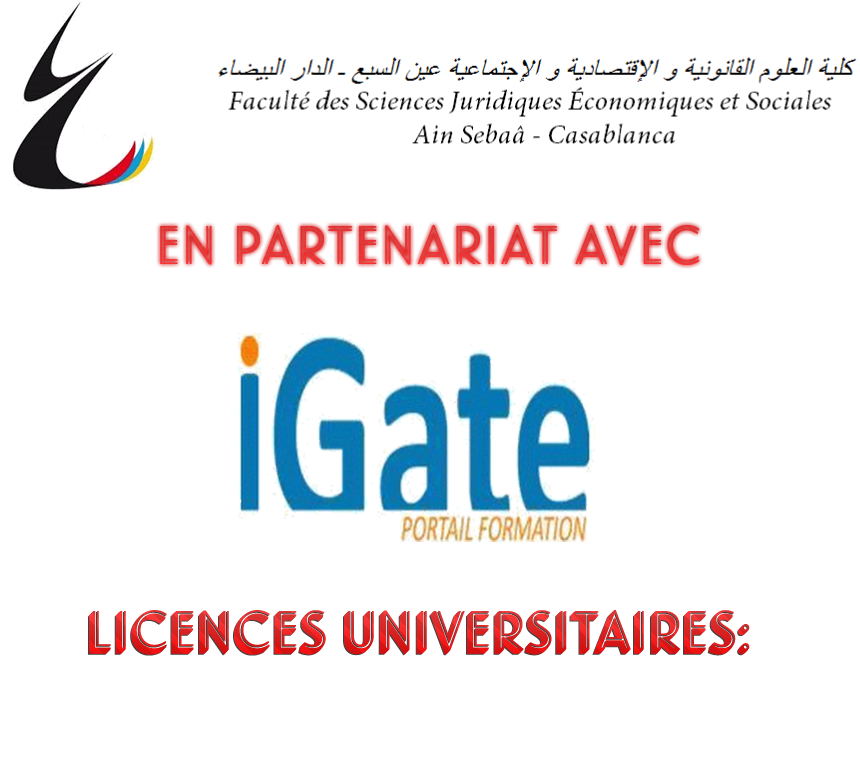 كلية العلوم القانونية و الإقتصادية و الإجتماعية عين السبع - الدار البيضاء
Faculté des Sciences Juridiques Économiques et Sociales
Ain Sebaâ - Casablanca
EN PARTENARIAT AVEC
iGate
PORTAIL FORMATION
LICENCES UNIVERSITAIRES: